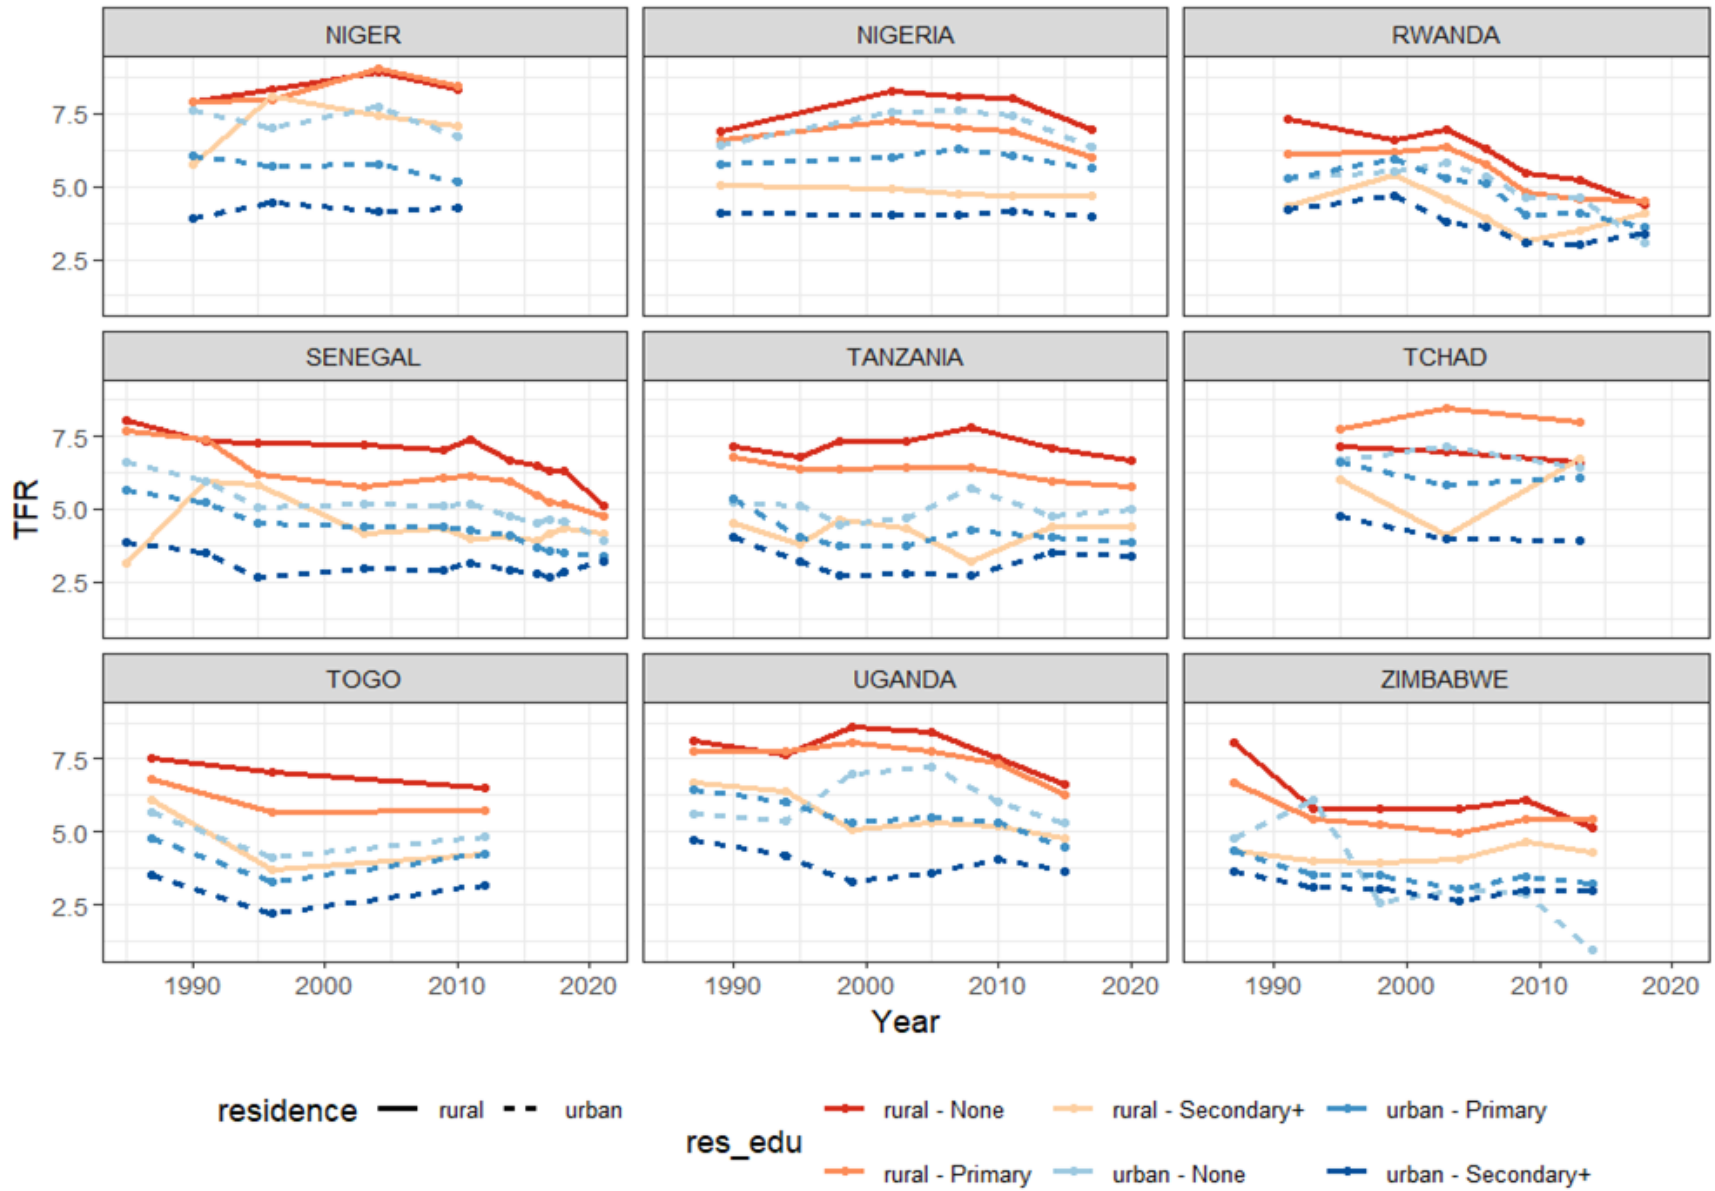 NIGER NIGERIA RWANDA
7.5
5.0
2.5
SENEGAL TANZANIA TCHAD
7.5
5.0
2.5
TFR
TOGO UGANDA ZIMBABWE
7.5
5.0
2.5
1990 2000 2010 2020 1990 2000 2010 2020 1990 2000 2010 2020
Year
residence rural urban
res_edu
rural - None rural - Secondary+ urban - Primary
rural - Primary urban - None urban - Secondary+